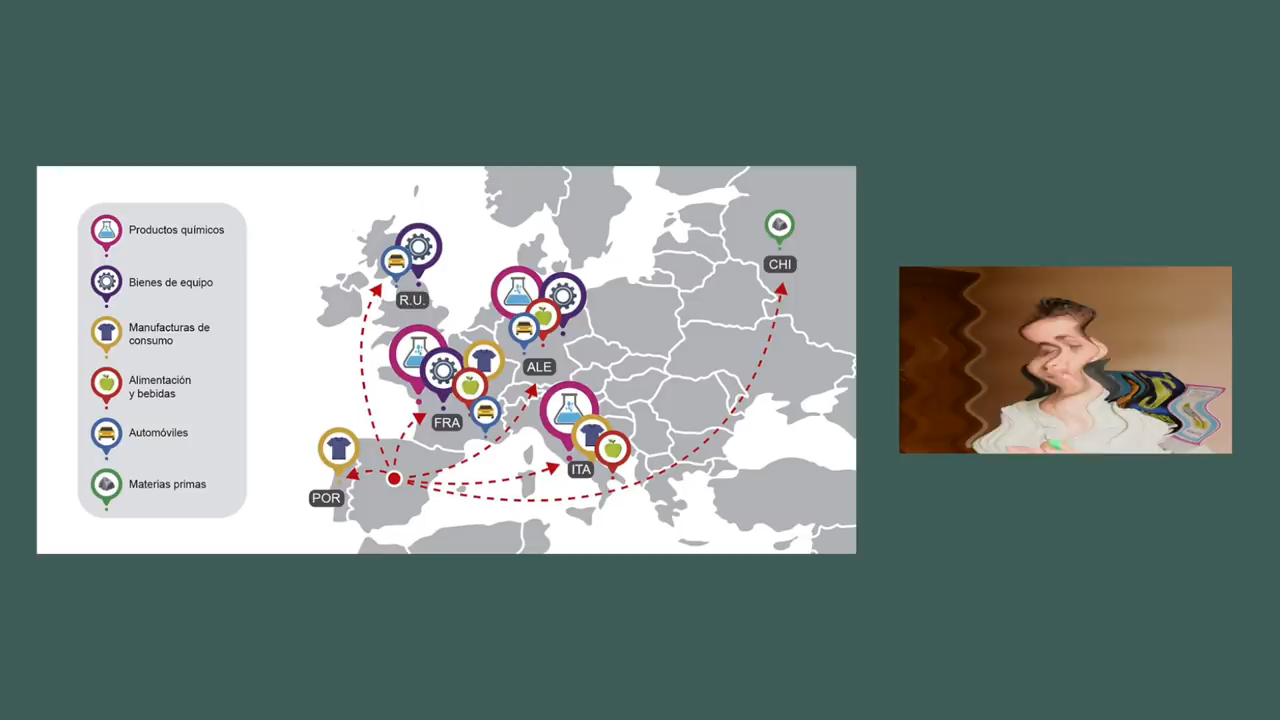 Productos químicos
Bienes de equipo
Manufacturas de
consumo
Alimentación
y bebidas
Automóviles
Materias primas
R.U.
CHI
ALE
FRA
ITA
POR